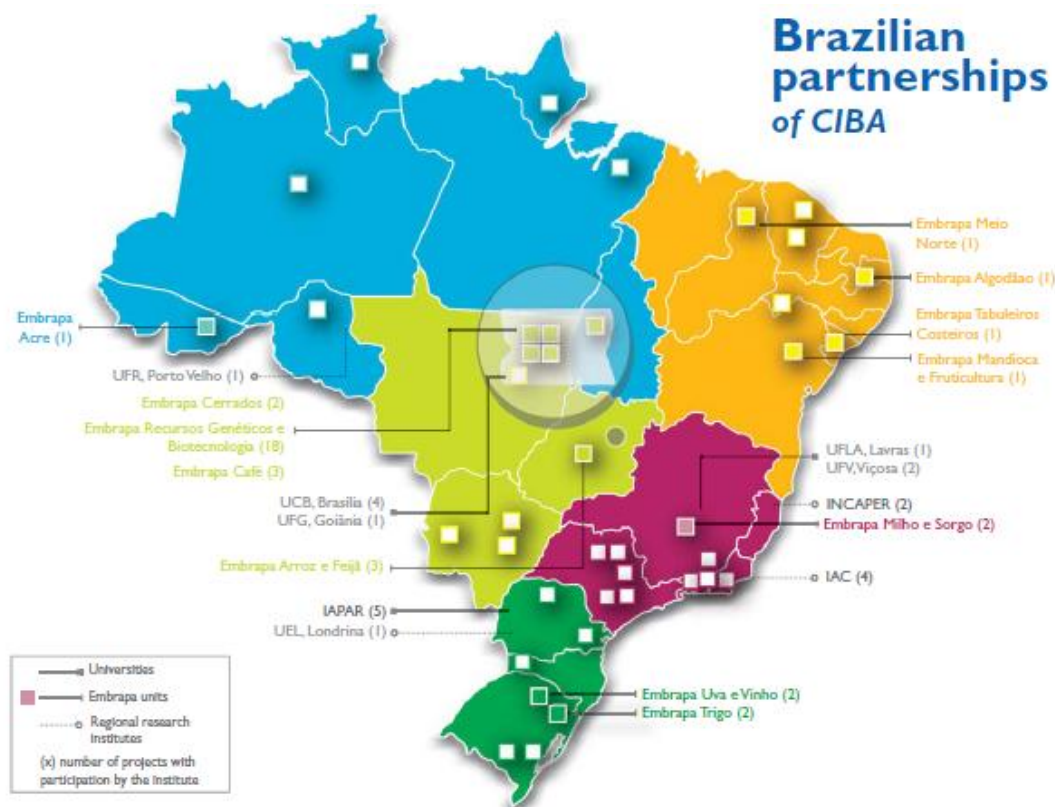 Brazilian
partnerships
of CIBA
Embrapa Meio
Norte (1)
Embrapa Algodãao (1)
Embrapa Tabuleiros
Costeiros (1)
Embrapa Mandioca
e Fruticultura (1)
Embrapa
Acre (1)
UFR, Porto Velho (1)
Embrapa Cerrados (2)
Embrapa Recursos Genéticos e
Biotecnologia (18)
Embrapa Café (3)
UCB, Brasília (4)
UFG, Goiânia (1)
Embrapa Arroz e Feijã (3)
UFLA, Lavras (1)
UFV, Viçosa (2)
INCAPER (2)
Embrapa Milho e Sorgo (2)
IAC (4)
IAPAR (5)
UEL, Londrina (1)
Embrapa Uva e Vinho (2)
Embrapa Trigo (2)
Universities
Embrapa units
Regional research
institutes
(x) number of projects with
participation by the institute